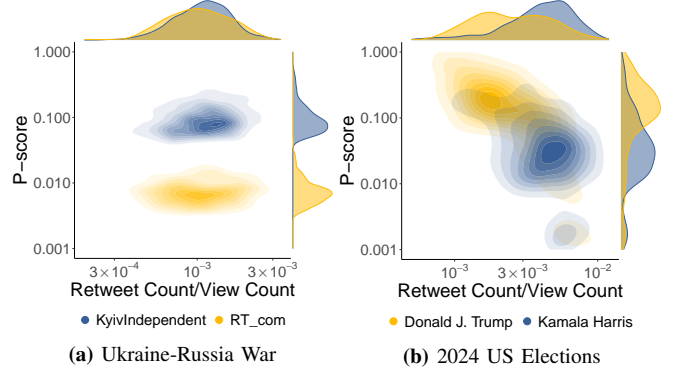 1.000
0.100
0.010
0.001
P−score
3×10⁻⁴
10⁻³
3×10⁻³
Retweet Count/View Count
KyivIndependent
RT_com
(a) Ukraine-Russia War
1.000
0.100
0.010
0.001
P−score
10⁻³
3×10⁻³
10⁻²
Retweet Count/View Count
Donald J. Trump
Kamala Harris
(b) 2024 US Elections